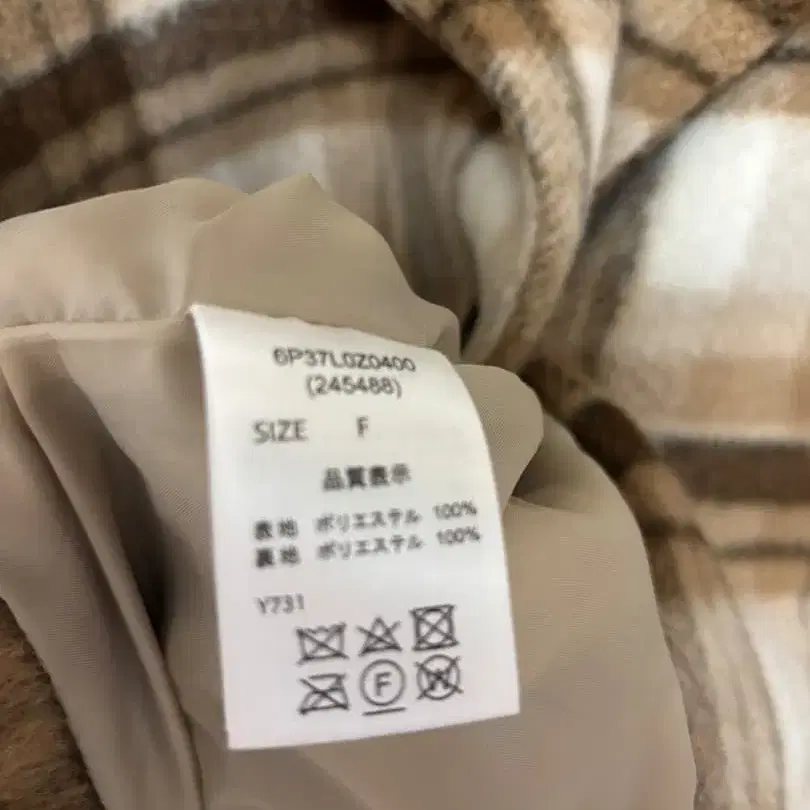 6P37L0Z0400
(245488)
SIZE F
品質表示
表地 ポリエステル 100%
裏地 ポリエステル 100%
Y731
F
W